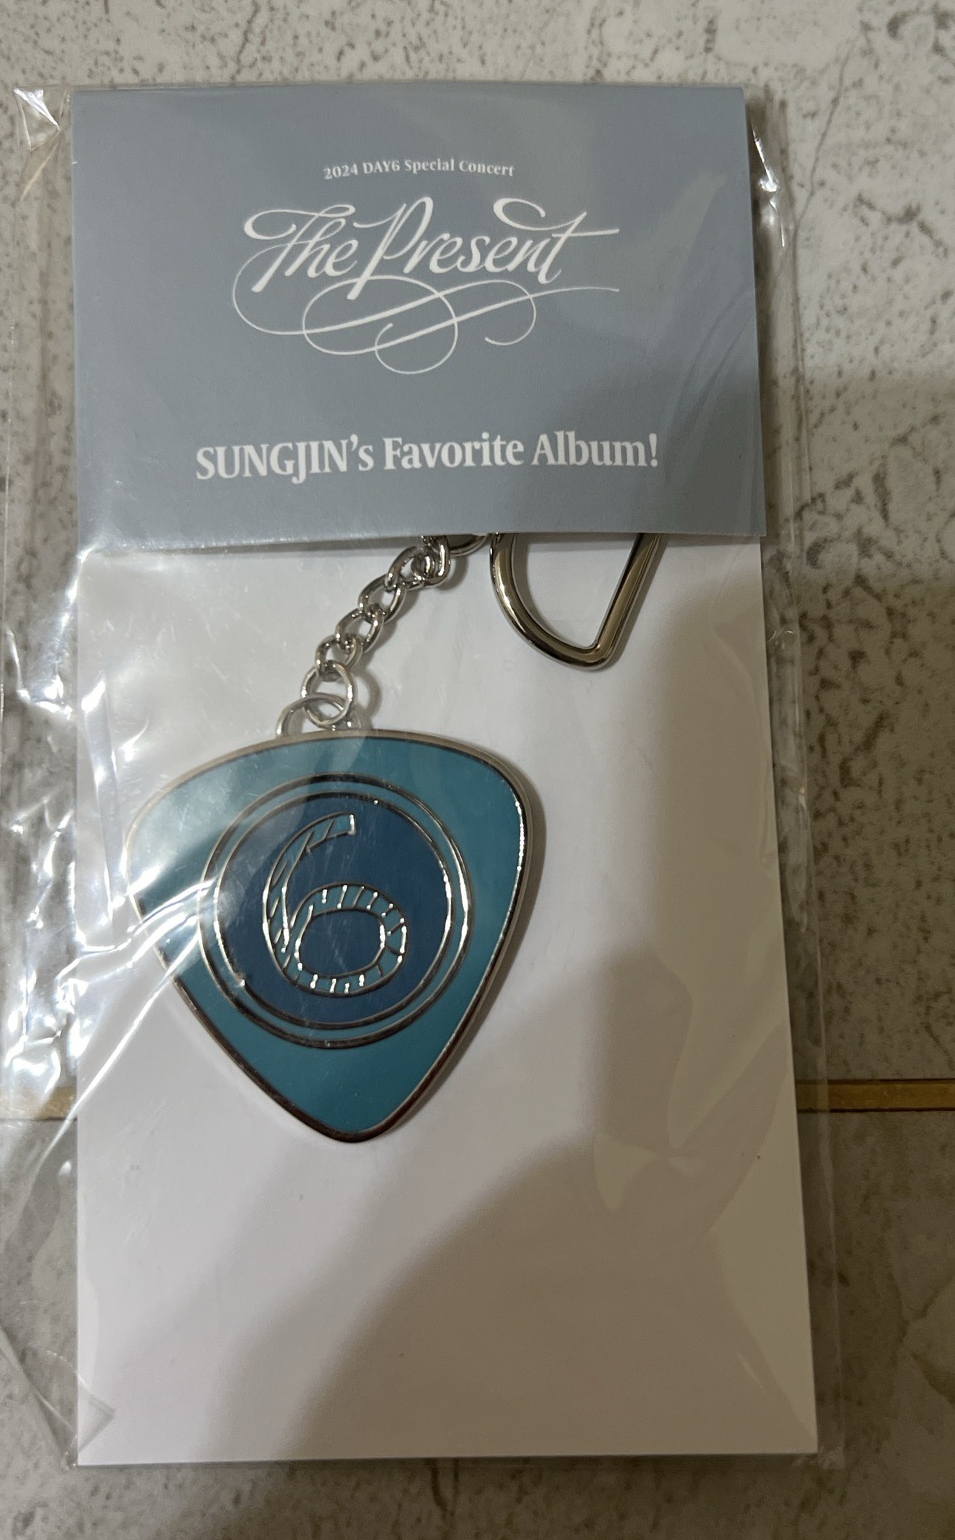 2024 DAY6 Special Concert
The Present
SUNGJIN's Favorite Album!
6